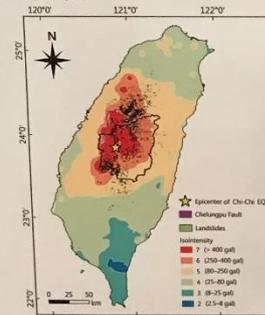 120°0' 121°0' 122°0'
N
25°0'
24°0'
23°0'
22°0'
Epicenter of Chi-Chi EQ
Chelungpu Fault
Landslides
Isointensity
7 (> 400 gal)
6 (250–400 gal)
5 (80–250 gal)
4 (25–80 gal)
3 (8–25 gal)
2 (2.5–8 gal)
0 25 50
km